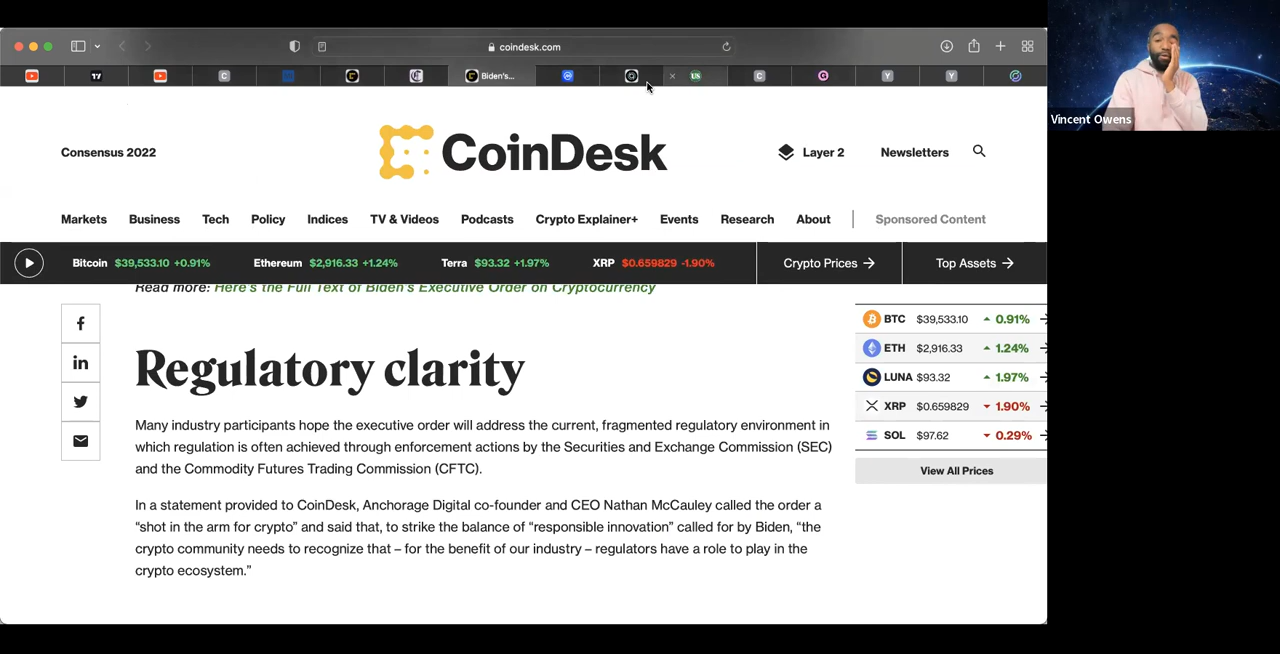 coindesk.com
Biden's...
US
C
C
G
Y
Y
Vincent Owens
Consensus 2022
CoinDesk
Layer 2
Newsletters
Markets
Business
Tech
Policy
Indices
TV & Videos
Podcasts
Crypto Explainer+
Events
Research
About
Sponsored Content
Bitcoin $39,533.10 +0.91%
Ethereum $2,916.33 +1.24%
Terra $93.32 +1.97%
XRP $0.659829 -1.90%
Crypto Prices →
Top Assets →
Read more: Here's the Full Text of Biden's Executive Order on Cryptocurrency
Regulatory clarity
Many industry participants hope the executive order will address the current, fragmented regulatory environment in
which regulation is often achieved through enforcement actions by the Securities and Exchange Commission (SEC)
and the Commodity Futures Trading Commission (CFTC).
In a statement provided to CoinDesk, Anchorage Digital co-founder and CEO Nathan McCauley called the order a
“shot in the arm for crypto” and said that, to strike the balance of “responsible innovation” called for by Biden, “the
crypto community needs to recognize that – for the benefit of our industry – regulators have a role to play in the
crypto ecosystem.”
BTC $39,533.10 0.91%
ETH $2,916.33 1.24%
LUNA $93.32 1.97%
XRP $0.659829 1.90%
SOL $97.62 0.29%
View All Prices